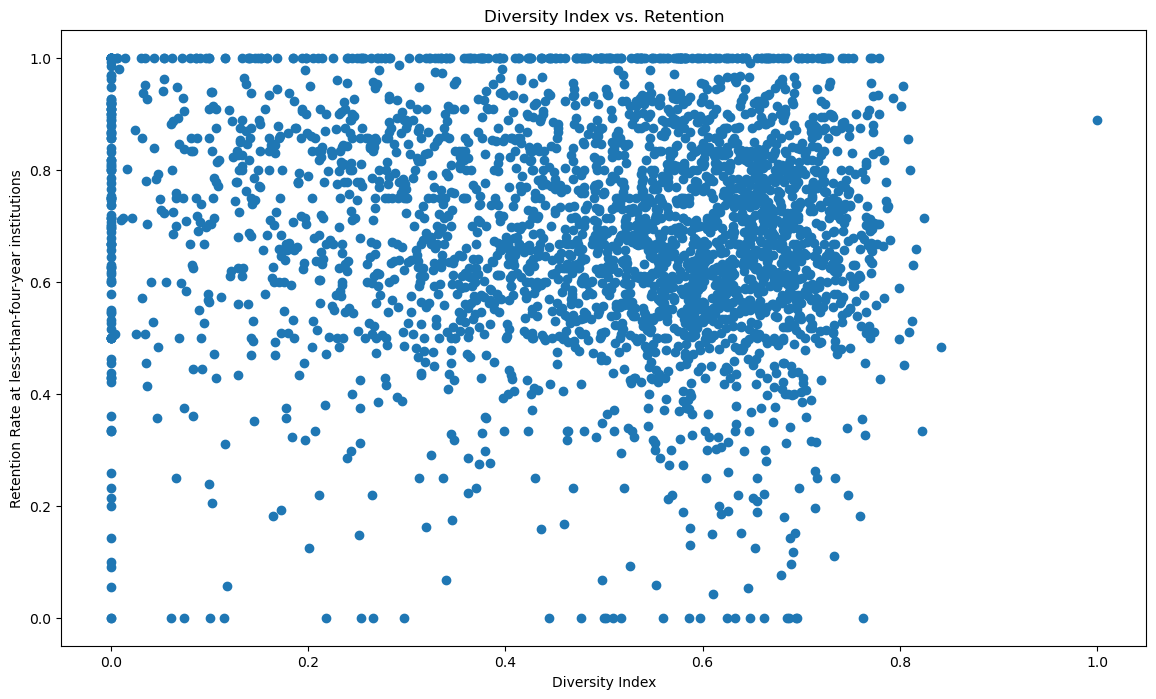 Diversity Index vs. Retention
Retention Rate at less-than-four-year institutions
1.0
0.8
0.6
0.4
0.2
0.0
0.0 0.2 0.4 0.6 0.8 1.0
Diversity Index